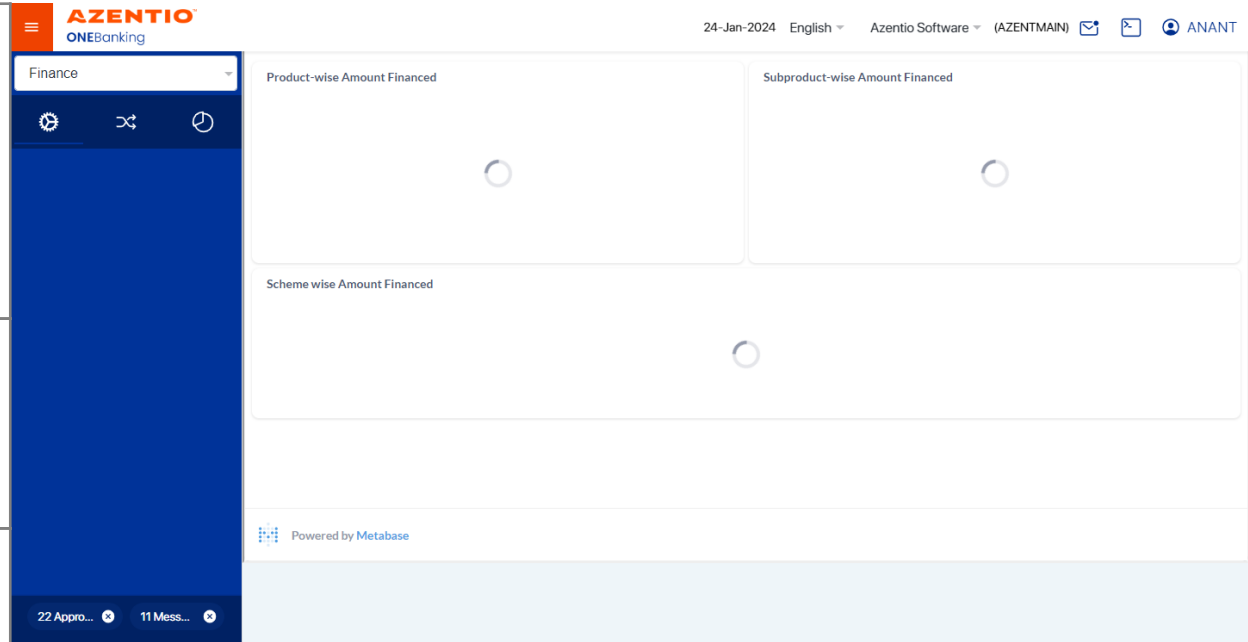 AZENTIO
ONEBanking
24-Jan-2024 English Azentio Software (AZENTMAIN) ANANT
Finance
Product-wise Amount Financed
Subproduct-wise Amount Financed
Scheme wise Amount Financed
Powered by Metabase
22 Appro... 11 Mess...